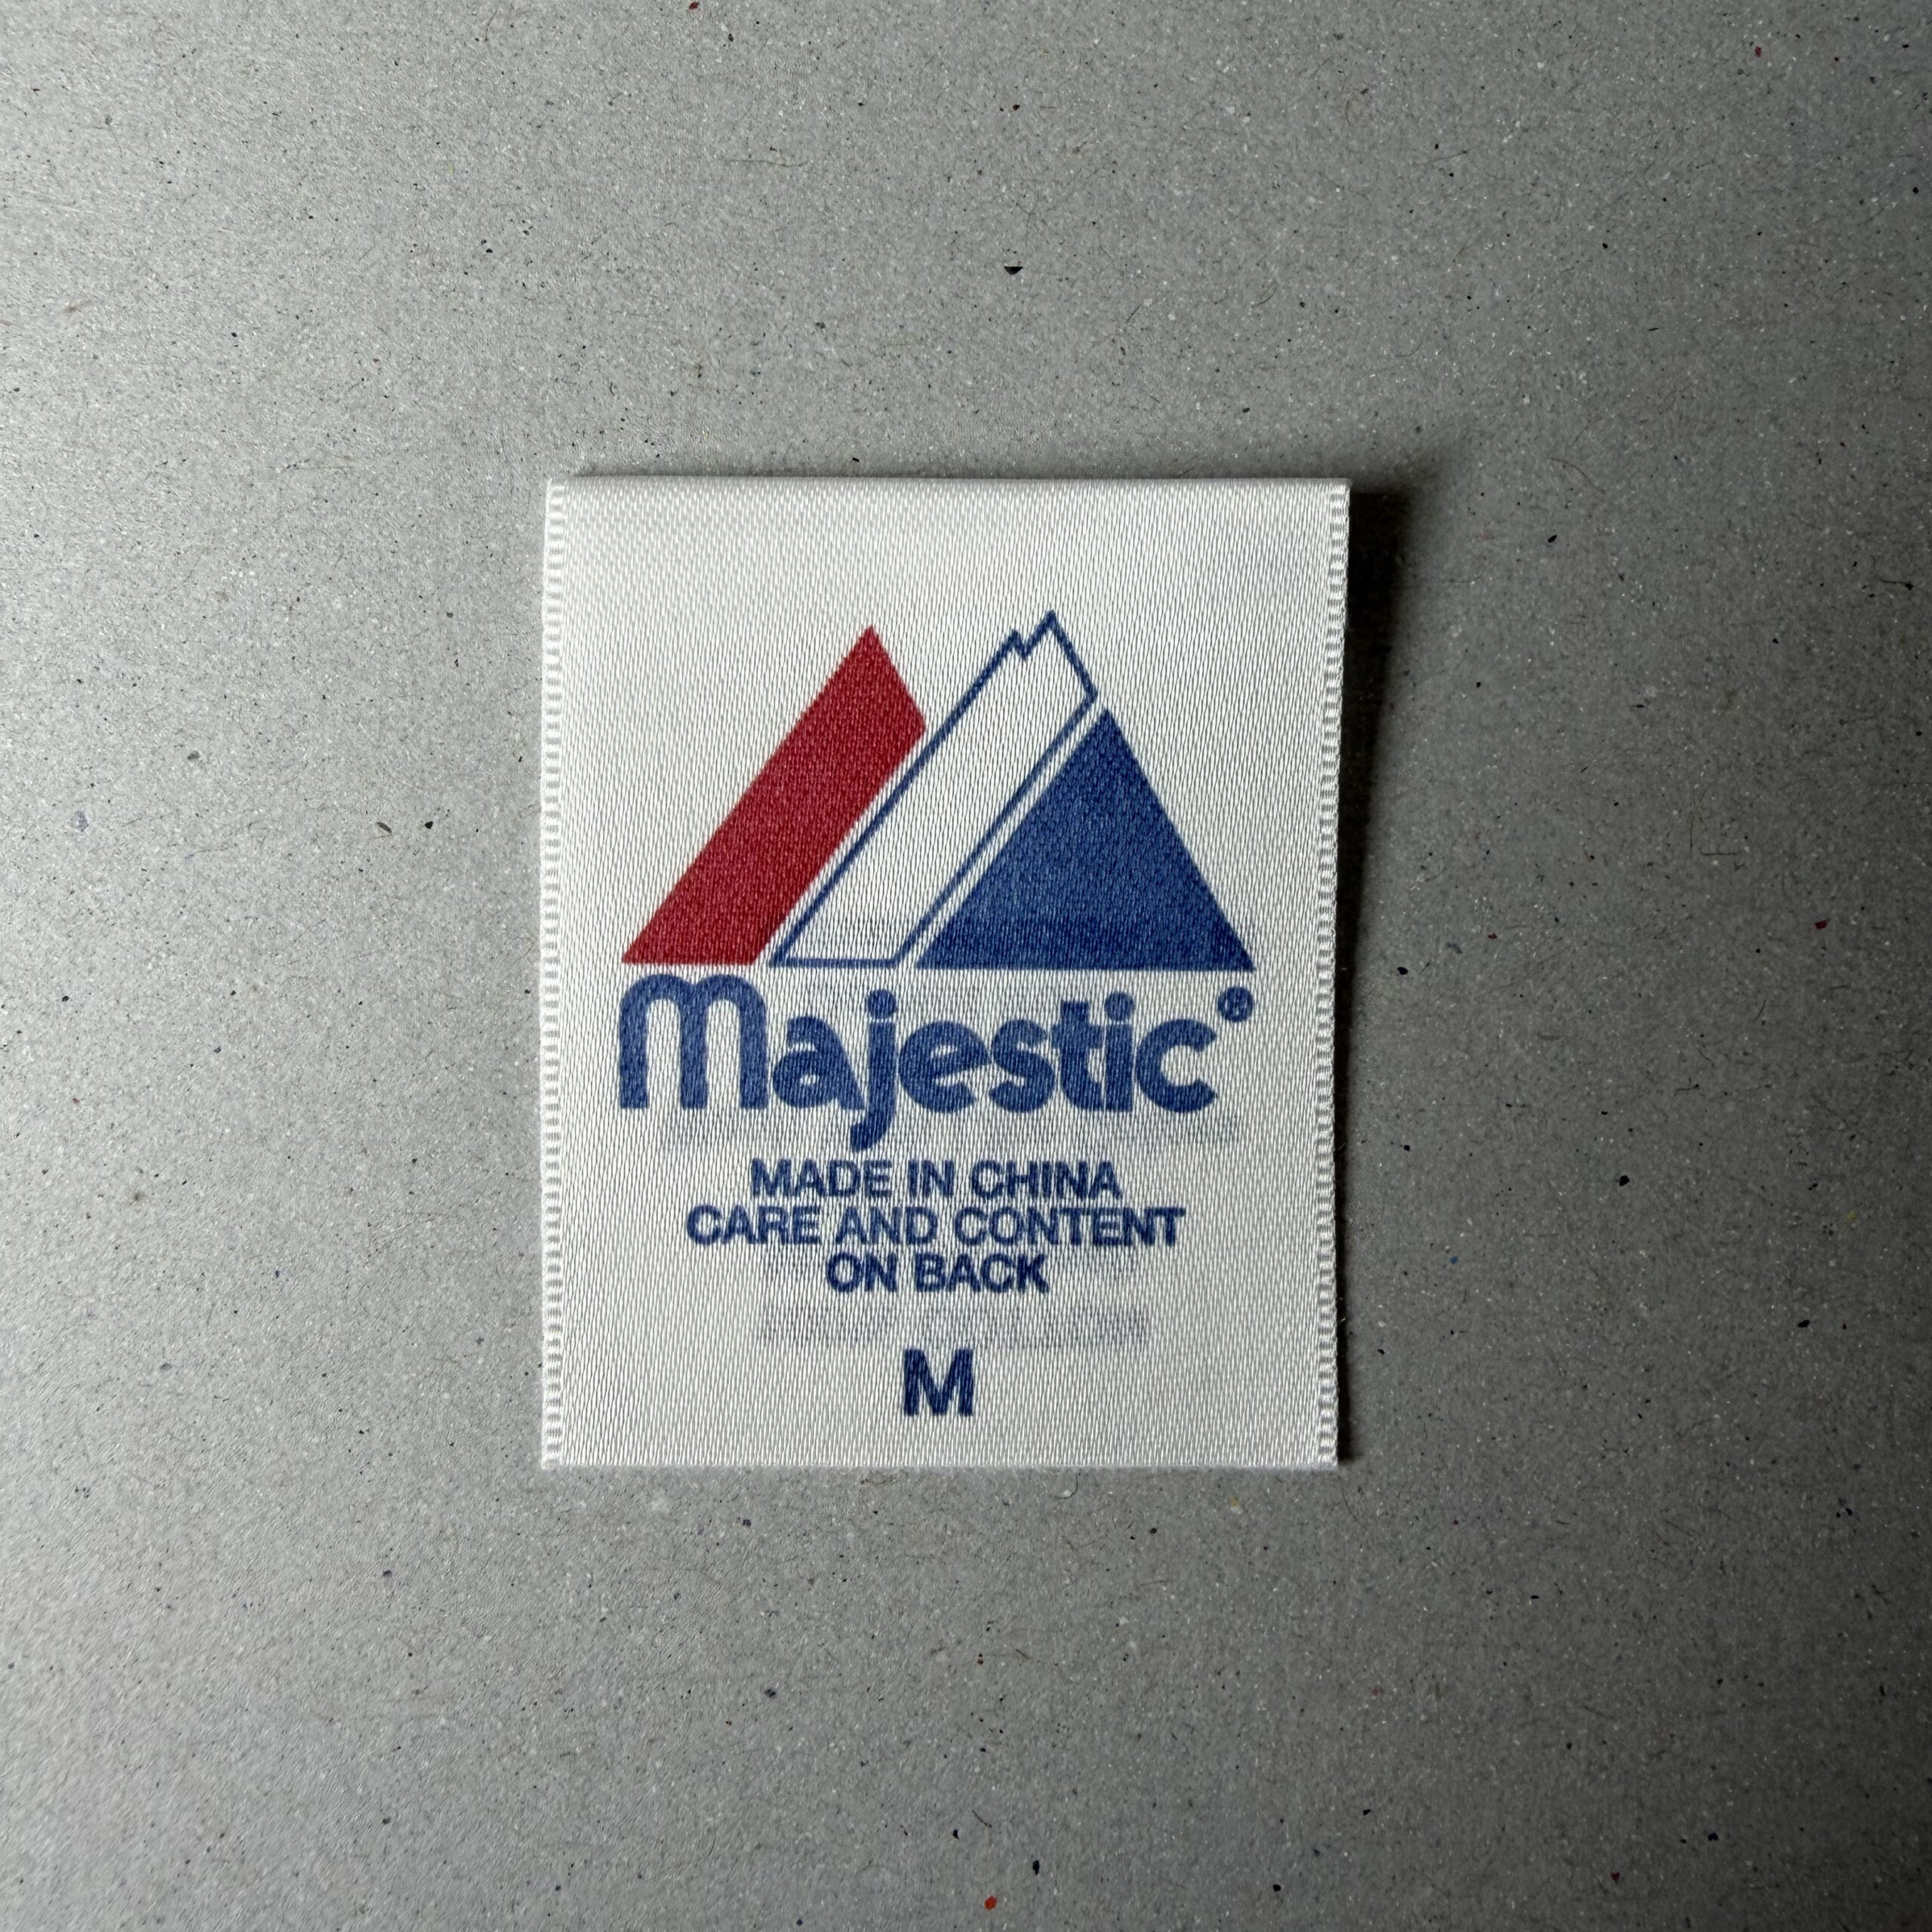 Majestic®
MADE IN CHINA
CARE AND CONTENT
ON BACK
M